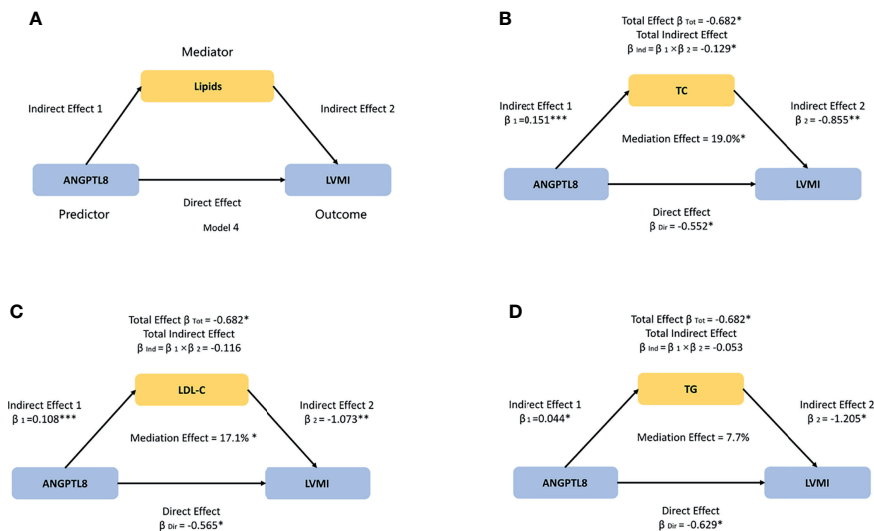 A
Mediator
Lipids
Indirect Effect 1
Indirect Effect 2
ANGPTL8
LVMI
Direct Effect
Predictor
Model 4
Outcome
B
Total Effect β Tot = -0.682*
Total Indirect Effect
β Ind = β 1 × β 2 = -0.129*
TC
Indirect Effect 1
β 1 =0.151***
Indirect Effect 2
β 2 = -0.855**
Mediation Effect = 19.0%*
ANGPTL8
LVMI
Direct Effect
β Dir = -0.552*
C
Total Effect β Tot = -0.682*
Total Indirect Effect
β Ind = β 1 × β 2 = -0.116
LDL-C
Indirect Effect 1
β 1 =0.108***
Indirect Effect 2
β 2 = -1.073**
Mediation Effect = 17.1% *
ANGPTL8
LVMI
Direct Effect
β Dir = -0.565*
D
Total Effect β Tot = -0.682*
Total Indirect Effect
β Ind = β 1 × β 2 = -0.053
TG
Indirect Effect 1
β 1 =0.044*
Indirect Effect 2
β 2 = -1.205*
Mediation Effect = 7.7%
ANGPTL8
LVMI
Direct Effect
β Dir = -0.629*